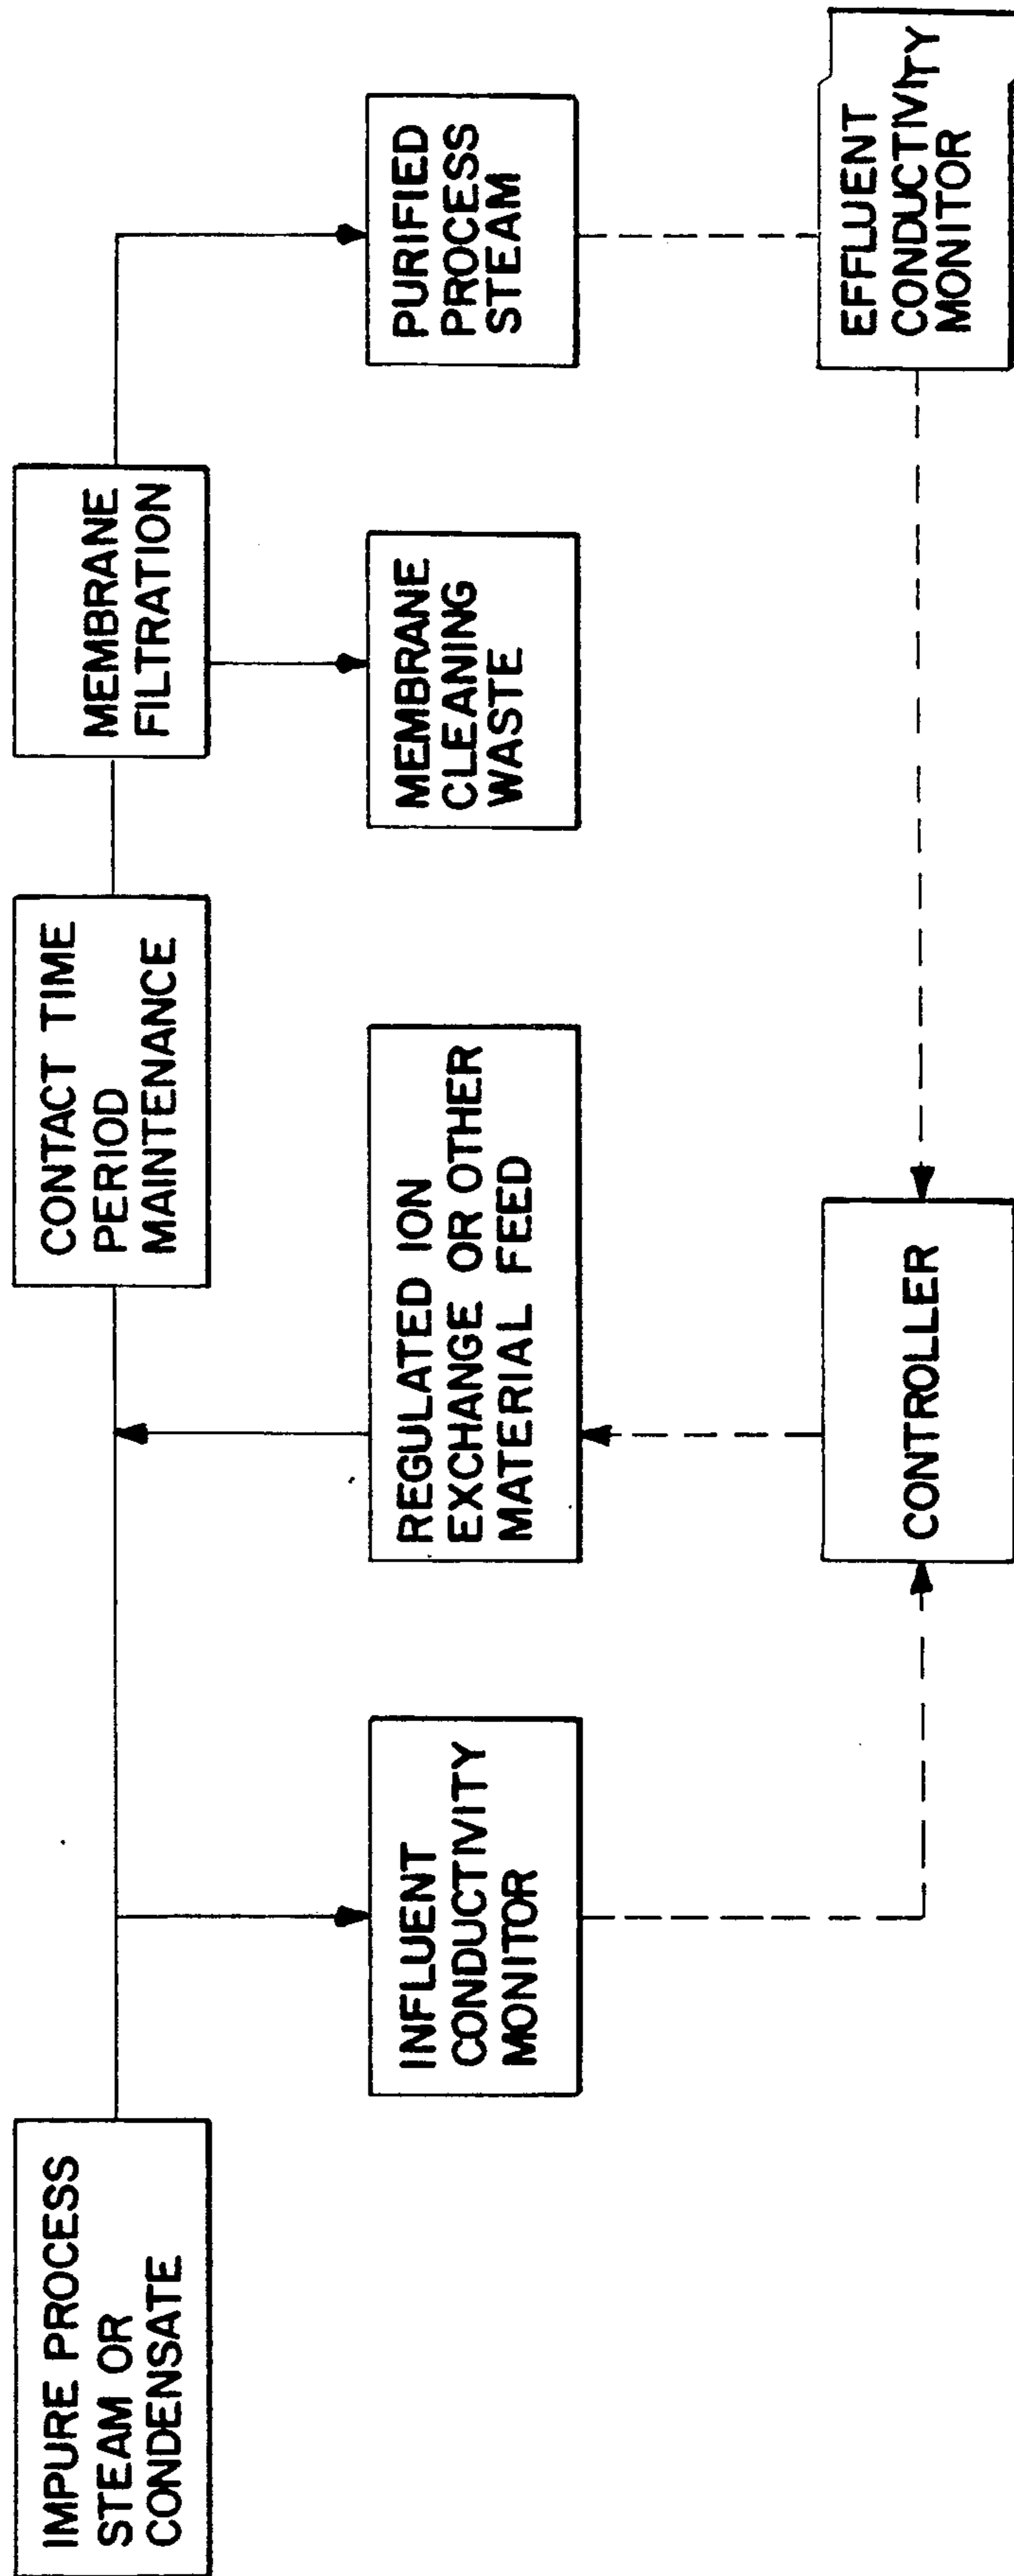 IMPURE PROCESS
STEAM OR
CONDENSATE
CONTACT TIME
PERIOD
MAINTENANCE
MEMBRANE
FILTRATION
INFLUENT
CONDUCTIVITY
MONITOR
REGULATED ION
EXCHANGE OR OTHER
MATERIAL FEED
MEMBRANE
CLEANING
WASTE
PURIFIED
PROCESS
STEAM
CONTROLLER
EFFLUENT
CONDUCTIVITY
MONITOR